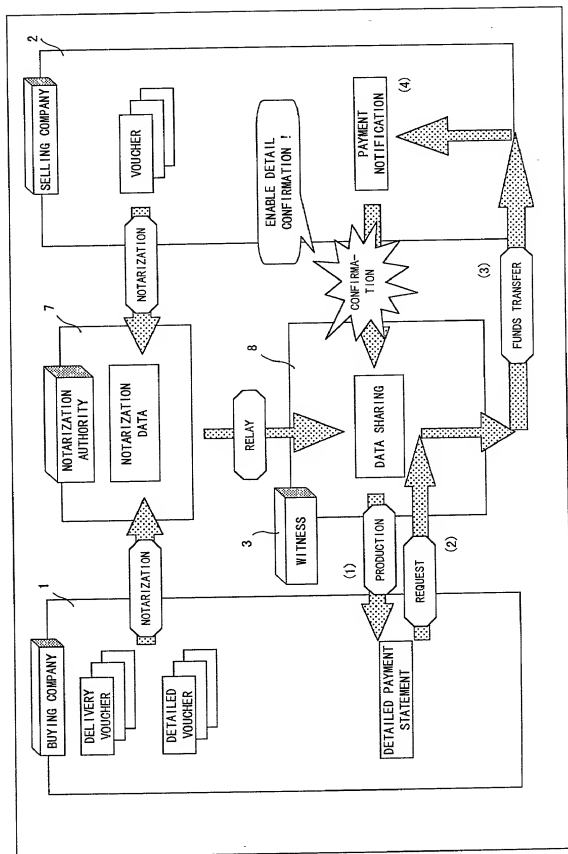 BUYING COMPANY
1
DELIVERY
VOUCHER
DETAILED
VOUCHER
DETAILED PAYMENT
STATEMENT
NOTARIZATION
(1)
PRODUCTION
REQUEST
(2)
NOTARIZATION
AUTHORITY
7
NOTARIZATION
DATA
RELAY
3
WITNESS
8
DATA SHARING
NOTARIZATION
CONFIRMA-
TION
ENABLE DETAIL
CONFIRMATION !
(3)
FUNDS TRANSFER
SELLING COMPANY
2
VOUCHER
PAYMENT
NOTIFICATION
(4)